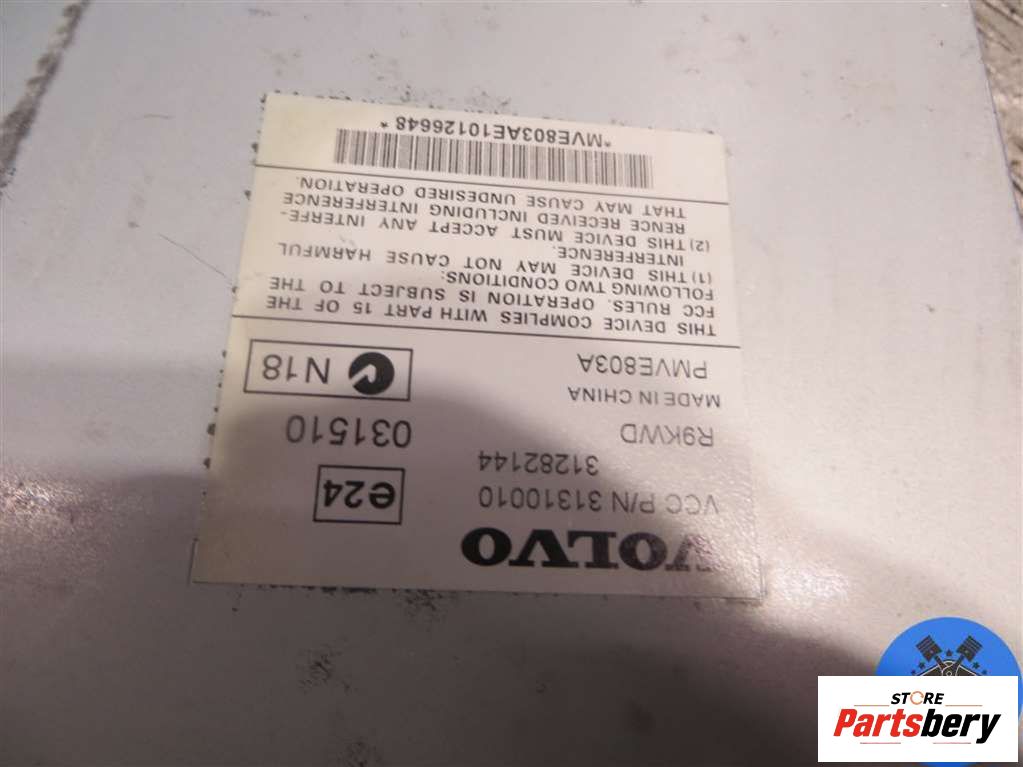 VOLVO
VCC P/N 31310010
31282144
e24
R9KWD
031510
MADE IN CHINA
PMVE803A
N18
THIS DEVICE COMPLIES WITH PART 15 OF THE
FCC RULES. OPERATION IS SUBJECT TO THE
FOLLOWING TWO CONDITIONS:
(1) THIS DEVICE MAY NOT CAUSE HARMFUL
INTERFERENCE.
(2) THIS DEVICE MUST ACCEPT ANY INTERFE-
RENCE RECEIVED INCLUDING INTERFERENCE
THAT MAY CAUSE UNDESIRED OPERATION.
*MVE803AE10126648*
STORE
Partsbery